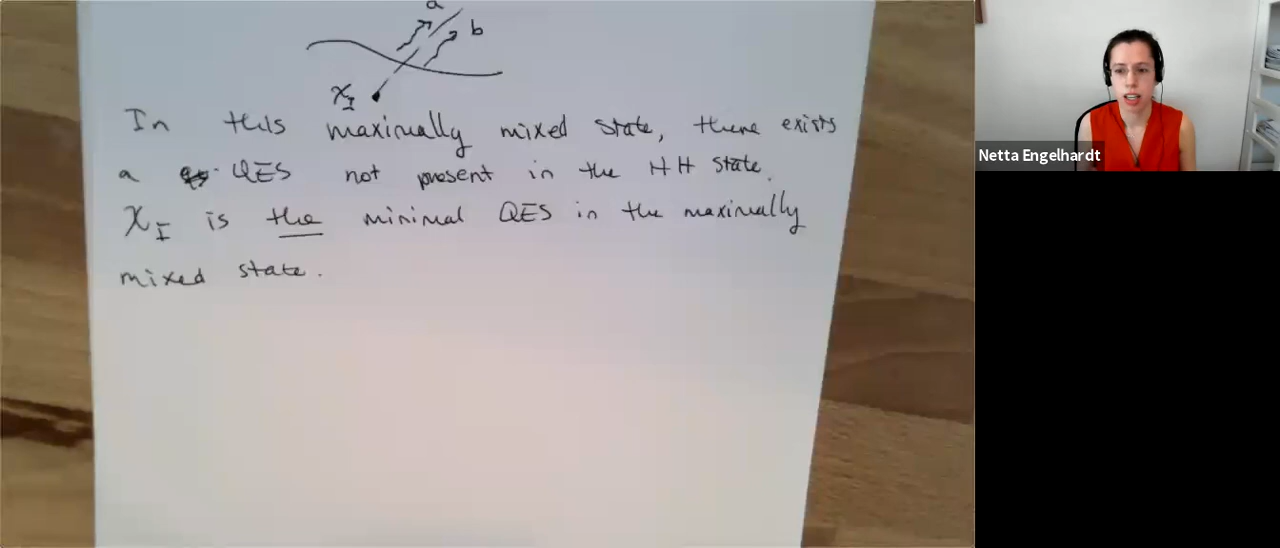 a
b
χ_I
In this maximally mixed state, there exists
a QES not present in the HH state.
χ_I is the minimal QES in the maximally
mixed state.
Netta Engelhardt